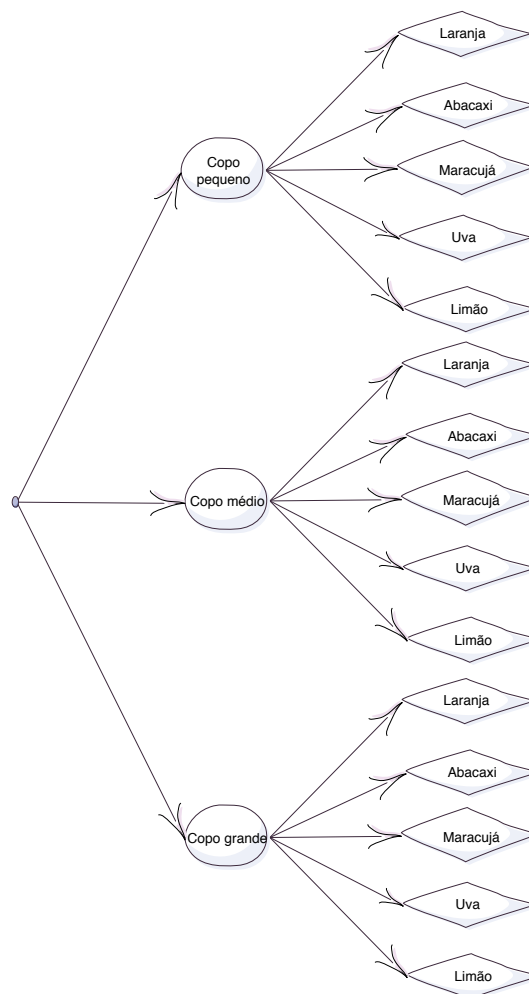 Copo
pequeno
Laranja
Abacaxi
Maracujá
Uva
Limão
Copo médio
Laranja
Abacaxi
Maracujá
Uva
Limão
Copo grande
Laranja
Abacaxi
Maracujá
Uva
Limão